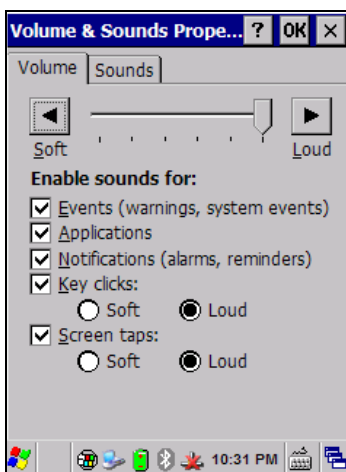 Volume & Sounds Prope... ? OK ×
Volume Sounds
Soft Loud
Enable sounds for:
Events (warnings, system events)
Applications
Notifications (alarms, reminders)
Key clicks:
Soft Loud
Screen taps:
Soft Loud
10:31 PM